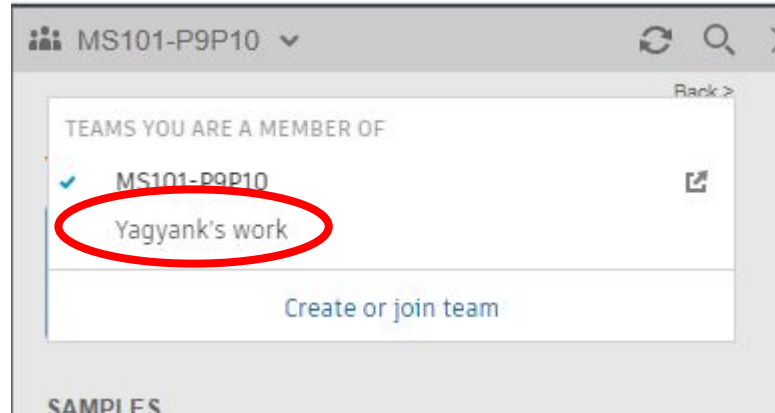 MS101-P9P10
Back >
TEAMS YOU ARE A MEMBER OF
MS101-P9P10
Yagyank's work
Create or join team
SAMPLES